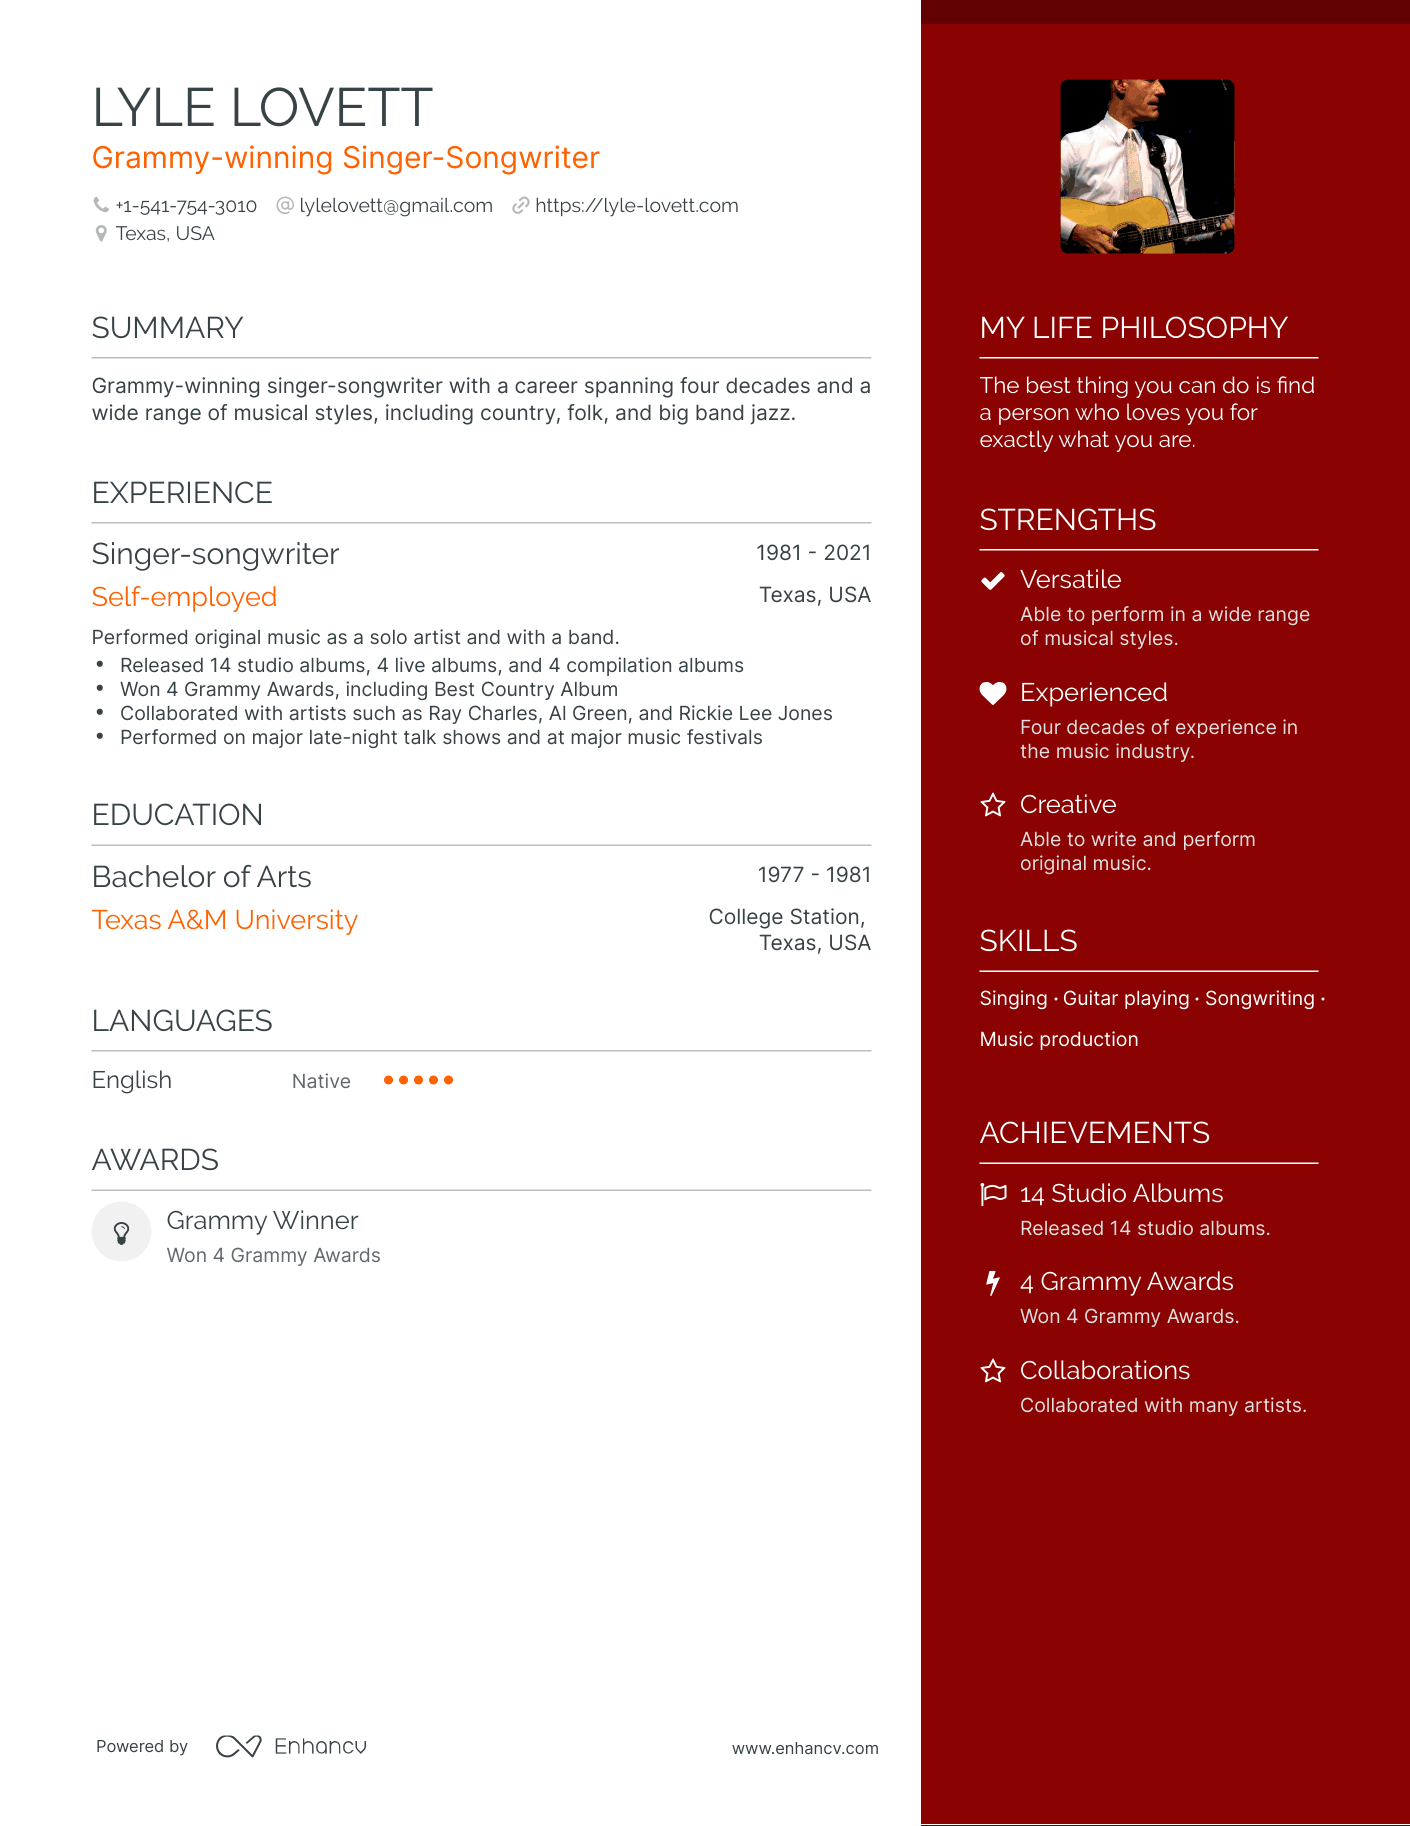 LYLE LOVETT
Grammy-winning Singer-Songwriter
+1-541-754-3010 lylelovett@gmail.com https://lyle-lovett.com
Texas, USA
SUMMARY
Grammy-winning singer-songwriter with a career spanning four decades and a
wide range of musical styles, including country, folk, and big band jazz.
EXPERIENCE
Singer-songwriter 1981 - 2021
Self-employed Texas, USA
Performed original music as a solo artist and with a band.
• Released 14 studio albums, 4 live albums, and 4 compilation albums
• Won 4 Grammy Awards, including Best Country Album
• Collaborated with artists such as Ray Charles, Al Green, and Rickie Lee Jones
• Performed on major late-night talk shows and at major music festivals
EDUCATION
Bachelor of Arts 1977 - 1981
Texas A&M University College Station,
Texas, USA
LANGUAGES
English Native
AWARDS
Grammy Winner
Won 4 Grammy Awards
MY LIFE PHILOSOPHY
The best thing you can do is find
a person who loves you for
exactly what you are.
STRENGTHS
Versatile
Able to perform in a wide range
of musical styles.
Experienced
Four decades of experience in
the music industry.
Creative
Able to write and perform
original music.
SKILLS
Singing · Guitar playing · Songwriting ·
Music production
ACHIEVEMENTS
14 Studio Albums
Released 14 studio albums.
4 Grammy Awards
Won 4 Grammy Awards.
Collaborations
Collaborated with many artists.
Powered by Enhancv www.enhancv.com